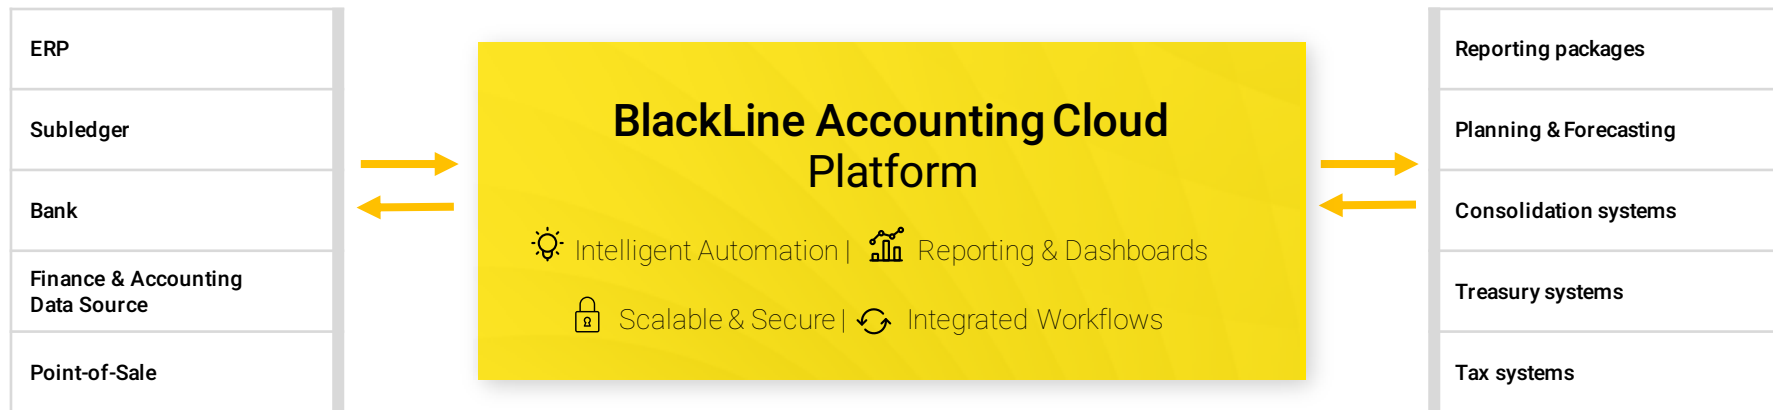 ERP
Subledger
Bank
Finance & Accounting
Data Source
Point-of-Sale
BlackLine Accounting Cloud
Platform
Intelligent Automation | Reporting & Dashboards
Scalable & Secure | Integrated Workflows
Reporting packages
Planning & Forecasting
Consolidation systems
Treasury systems
Tax systems